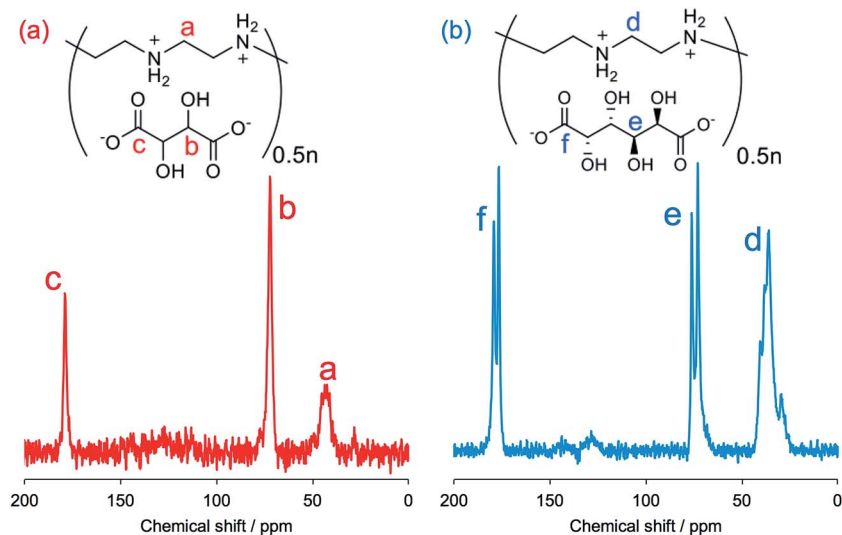 (a)
a
H2
N
+
+
N
H2
O
OH
-O
c
b
O-
OH
O
0.5n
c
b
a
200
150
100
50
0
Chemical shift / ppm
(b)
d
H2
N
+
+
N
H2
O
OH
OH
-O
f
e
O-
OH
OH
O
0.5n
f
e
d
200
150
100
50
0
Chemical shift / ppm